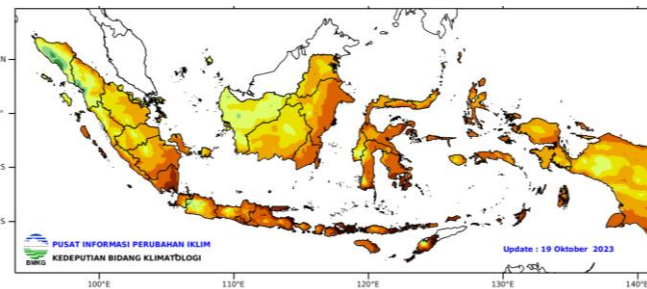 PUSAT INFORMASI PERUBAHAN IKLIM
KEDEPUTIAN BIDANG KLIMATOLOGI
BMKG
Update : 19 Oktober 2023
N
S
S
100°E 110°E 120°E 130°E 140°E